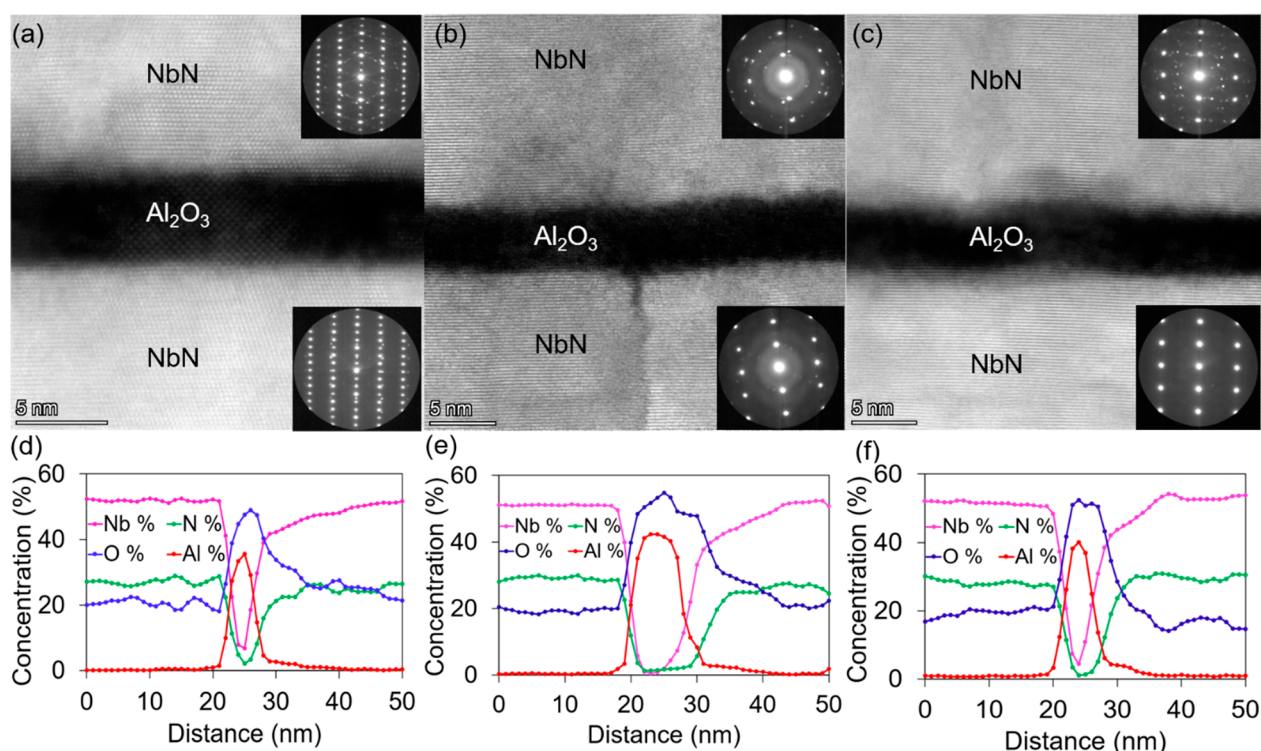 (a)
NbN
Al2O3
NbN
5 nm
(b)
NbN
Al2O3
NbN
5 nm
(c)
NbN
Al2O3
NbN
5 nm
(d)
60
40
20
0
Concentration (%)
Nb % N %
O % Al %
0 10 20 30 40 50
Distance (nm)
(e)
60
40
20
0
Concentration (%)
Nb % N %
O % Al %
0 10 20 30 40 50
Distance (nm)
(f)
60
40
20
0
Concentration (%)
Nb % N %
O % Al %
0 10 20 30 40 50
Distance (nm)